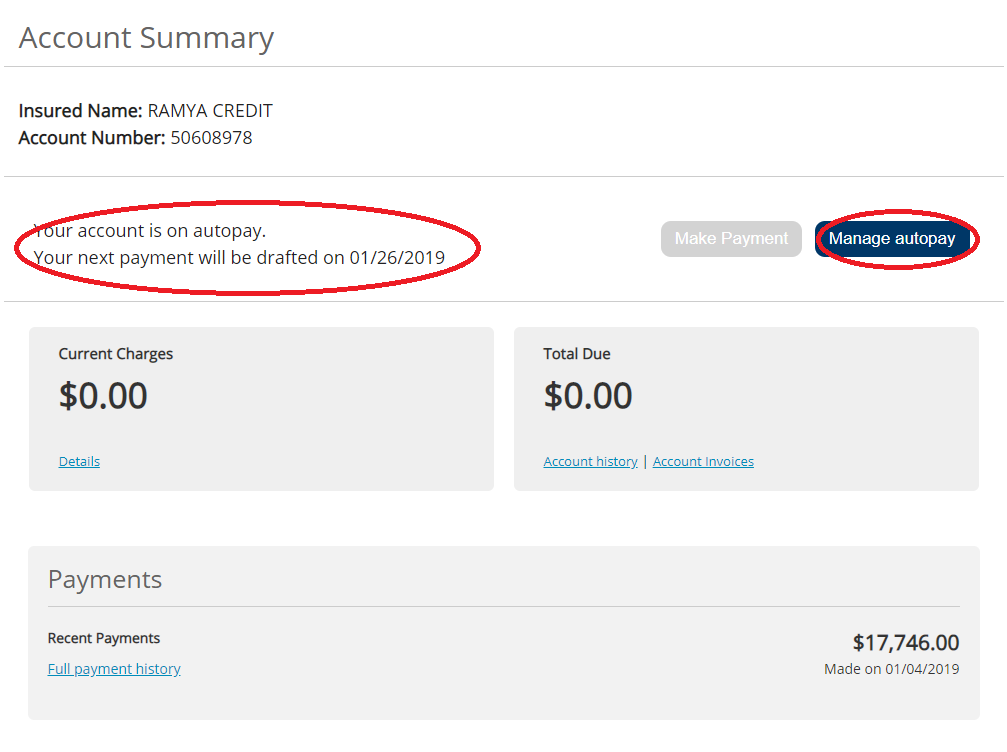 Account Summary
Insured Name: RAMYA CREDIT
Account Number: 50608978
Your account is on autopay.
Your next payment will be drafted on 01/26/2019
Make Payment
Manage autopay
Current Charges
$0.00
Details
Total Due
$0.00
Account history | Account Invoices
Payments
Recent Payments
Full payment history
$17,746.00
Made on 01/04/2019